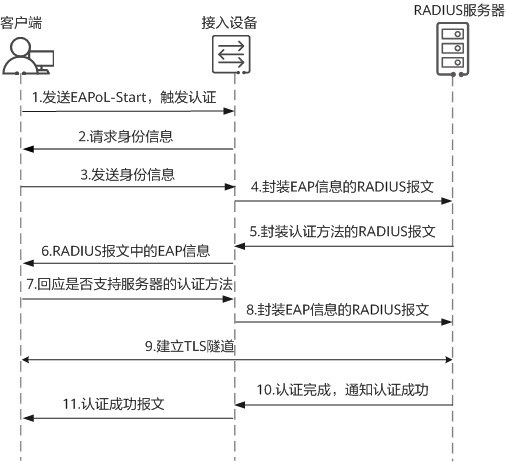 客户端
接入设备
RADIUS服务器
1.发送EAPoL-Start，触发认证
2.请求身份信息
3.发送身份信息
4.封装EAP信息的RADIUS报文
5.封装认证方法的RADIUS报文
6.RADIUS报文中的EAP信息
7.回应是否支持服务器的认证方法
8.封装EAP信息的RADIUS报文
9.建立TLS隧道
10.认证完成，通知认证成功
11.认证成功报文